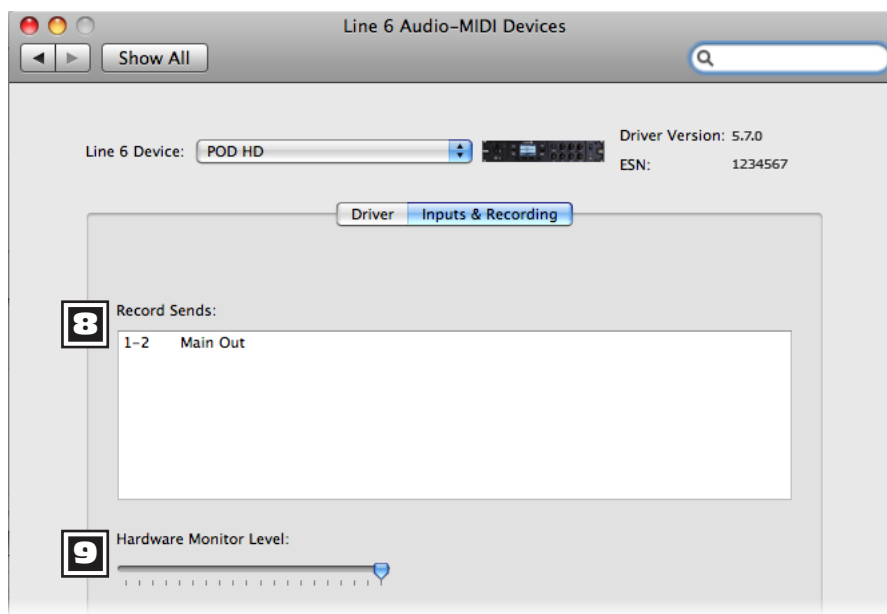 Line 6 Audio-MIDI Devices
Show All
Line 6 Device: POD HD
Driver Version: 5.7.0
ESN: 1234567
Driver Inputs & Recording
8 Record Sends:
1-2 Main Out
9 Hardware Monitor Level: